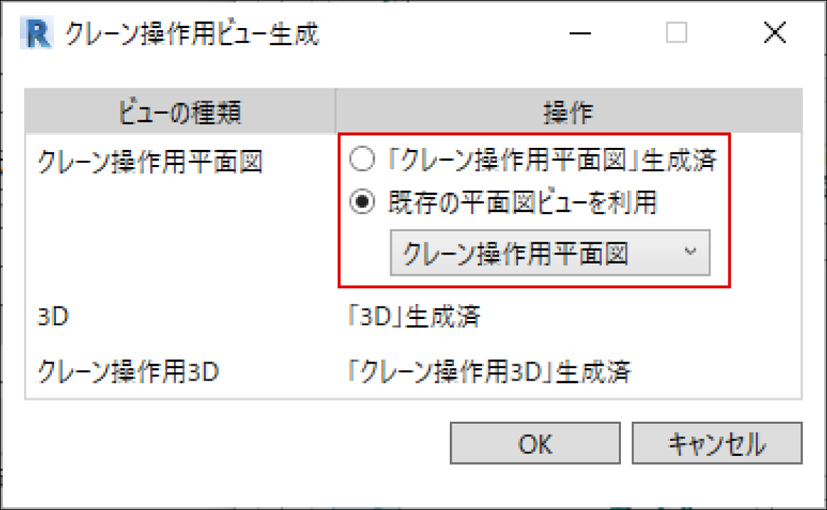 クレーン操作用ビュー生成
ビューの種類 操作
クレーン操作用平面図 「クレーン操作用平面図」生成済
既存の平面図ビューを利用
クレーン操作用平面図
3D 「3D」生成済
クレーン操作用3D 「クレーン操作用3D」生成済
OK キャンセル